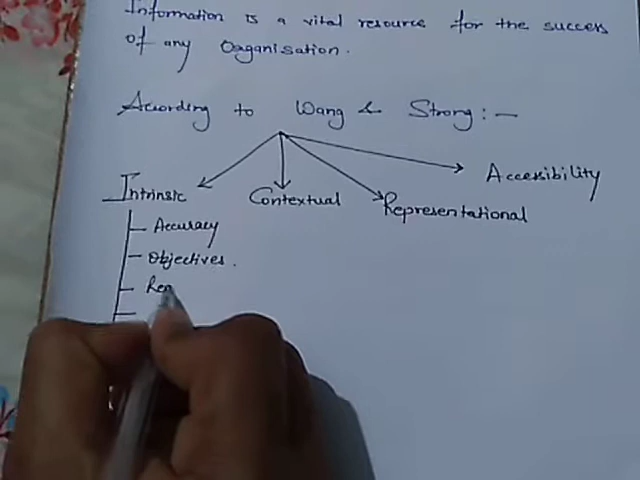 Information is a vital resource for the success
of any Organisation.
According to Wang & Strong:-
Intrinsic
Contextual
Representational
Accessibility
Accuracy
Objectives.
Re